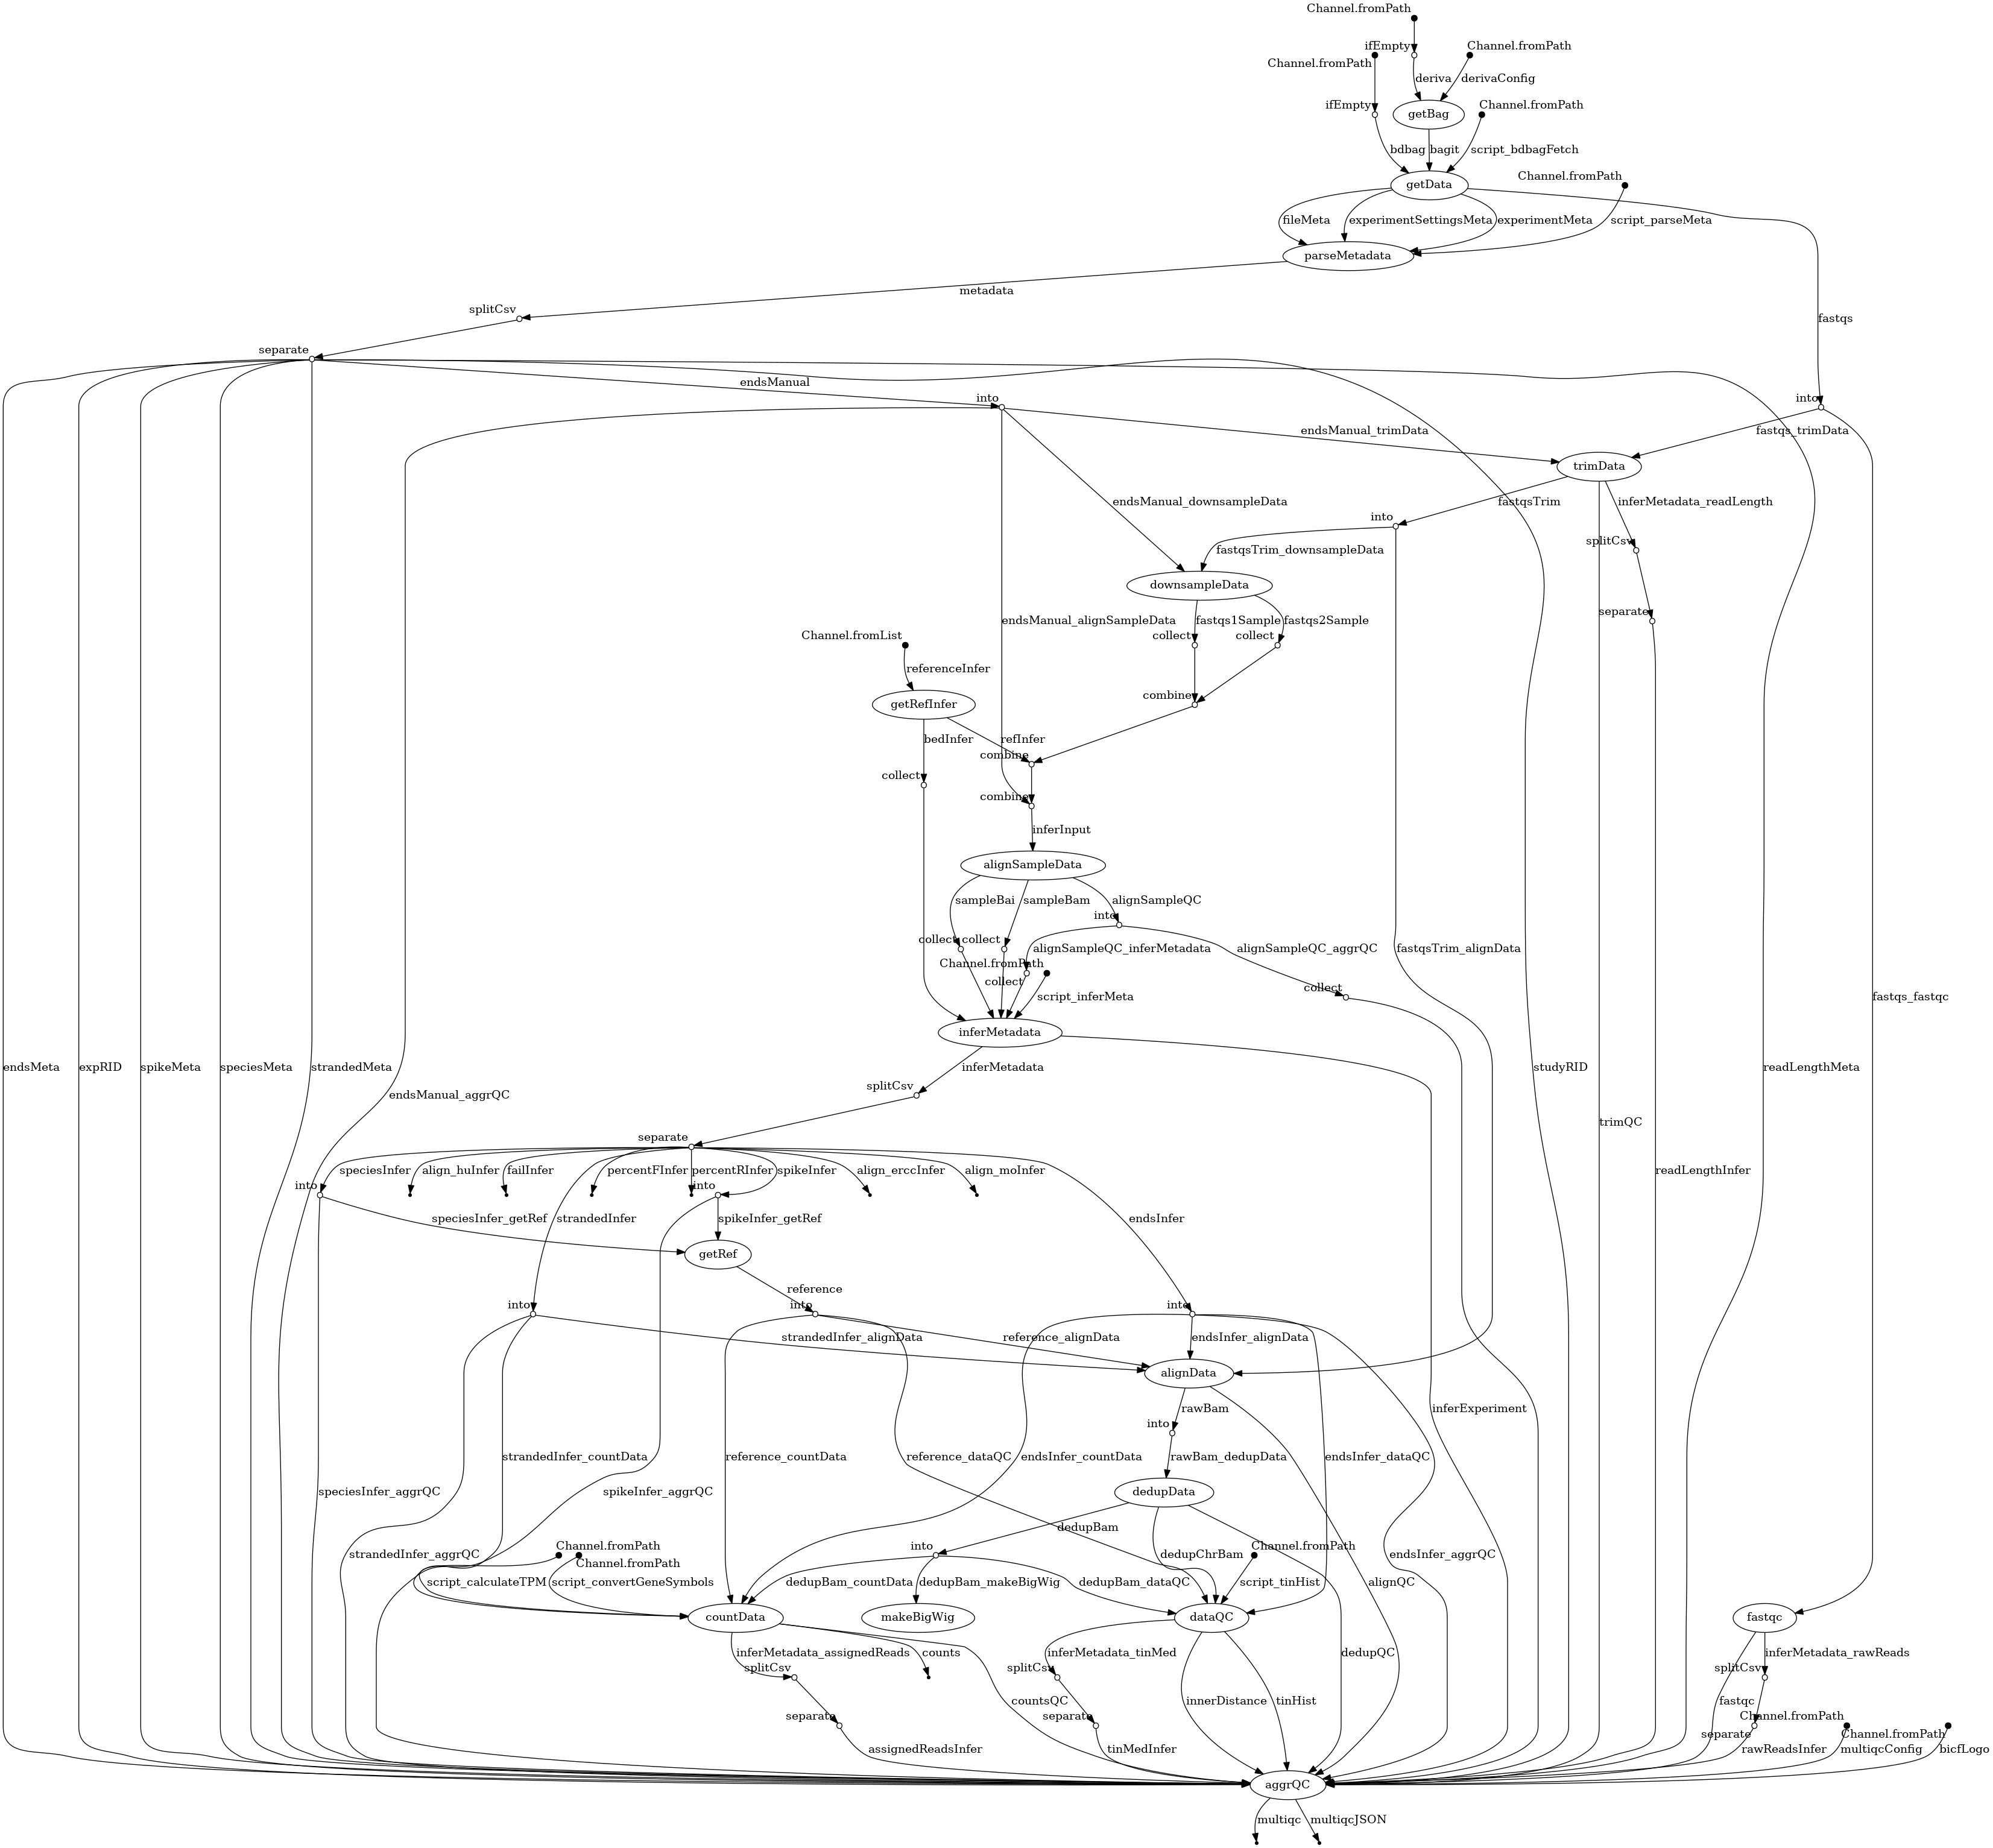 Channel.fromPath
ifEmpty
Channel.fromPath
Channel.fromPath
deriva
derivaConfig
ifEmpty
getBag
Channel.fromPath
bdbag
bagit
script_bdbagFetch
Channel.fromPath
getData
fileMeta
experimentSettingsMeta
experimentMeta
script_parseMeta
parseMetadata
metadata
splitCsv
fastqs
separate
endsManual
into
into
endsManual_trimData
fastqs_trimData
trimData
endsManual_downsampleData
fastqsTrim
inferMetadata_readLength
into
splitCsv
fastqsTrim_downsampleData
downsampleData
separate
endsManual_alignSampleData
fastqs1Sample
fastqs2Sample
Channel.fromList
collect
collect
referenceInfer
combine
getRefInfer
bedInfer
refInfer
combine
collect
combine
inferInput
alignSampleData
sampleBai
sampleBam
alignSampleQC
into
collect
collect
alignSampleQC_inferMetadata
alignSampleQC_aggrQC
fastqsTrim_alignData
Channel.fromPath
collect
collect
script_inferMeta
fastqs_fastqc
inferMetadata
endsMeta
expRID
spikeMeta
speciesMeta
strandedMeta
inferMetadata
studyRID
readLengthMeta
splitCsv
endsManual_aggrQC
trimQC
separate
speciesInfer
align_huInfer
failInfer
percentFInfer
percentRInfer
spikeInfer
align_erccInfer
align_moInfer
readLengthInfer
into
into
speciesInfer_getRef
strandedInfer
spikeInfer_getRef
endsInfer
getRef
reference
into
into
into
strandedInfer_alignData
reference_alignData
endsInfer_alignData
alignData
rawBam
inferExperiment
into
strandedInfer_countData
reference_countData
reference_dataQC
endsInfer_countData
rawBam_dedupData
endsInfer_dataQC
speciesInfer_aggrQC
spikeInfer_aggrQC
dedupData
dedupBam
Channel.fromPath
into
Channel.fromPath
strandedInfer_aggrQC
Channel.fromPath
dedupChrBam
endsInfer_aggrQC
script_calculateTPM
script_convertGeneSymbols
dedupBam_countData
dedupBam_makeBigWig
dedupBam_dataQC
script_tinHist
alignQC
countData
makeBigWig
dataQC
fastqc
inferMetadata_assignedReads
counts
inferMetadata_tinMed
dedupQC
inferMetadata_rawReads
splitCsv
splitCsv
splitCsv
countsQC
innerDistance
tinHist
fastqc
separate
separate
Channel.fromPath
separate
Channel.fromPath
assignedReadsInfer
tinMedInfer
rawReadsInfer
multiqcConfig
bicfLogo
aggrQC
multiqc
multiqcJSON